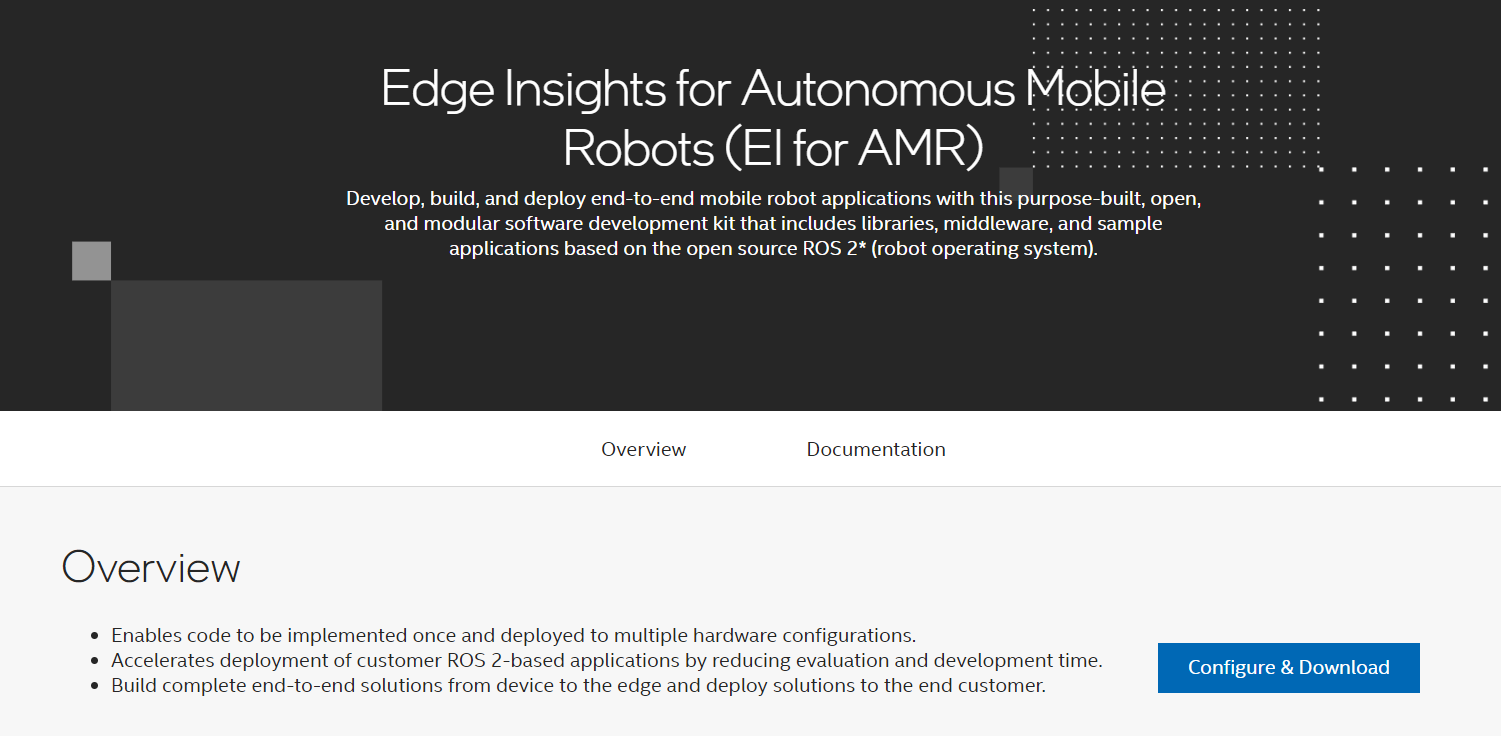 Edge Insights for Autonomous Mobile
Robots (EI for AMR)
Develop, build, and deploy end-to-end mobile robot applications with this purpose-built, open,
and modular software development kit that includes libraries, middleware, and sample
applications based on the open source ROS 2* (robot operating system).
Overview
Documentation
Overview
• Enables code to be implemented once and deployed to multiple hardware configurations.
• Accelerates deployment of customer ROS 2-based applications by reducing evaluation and development time.
• Build complete end-to-end solutions from device to the edge and deploy solutions to the end customer.
Configure & Download